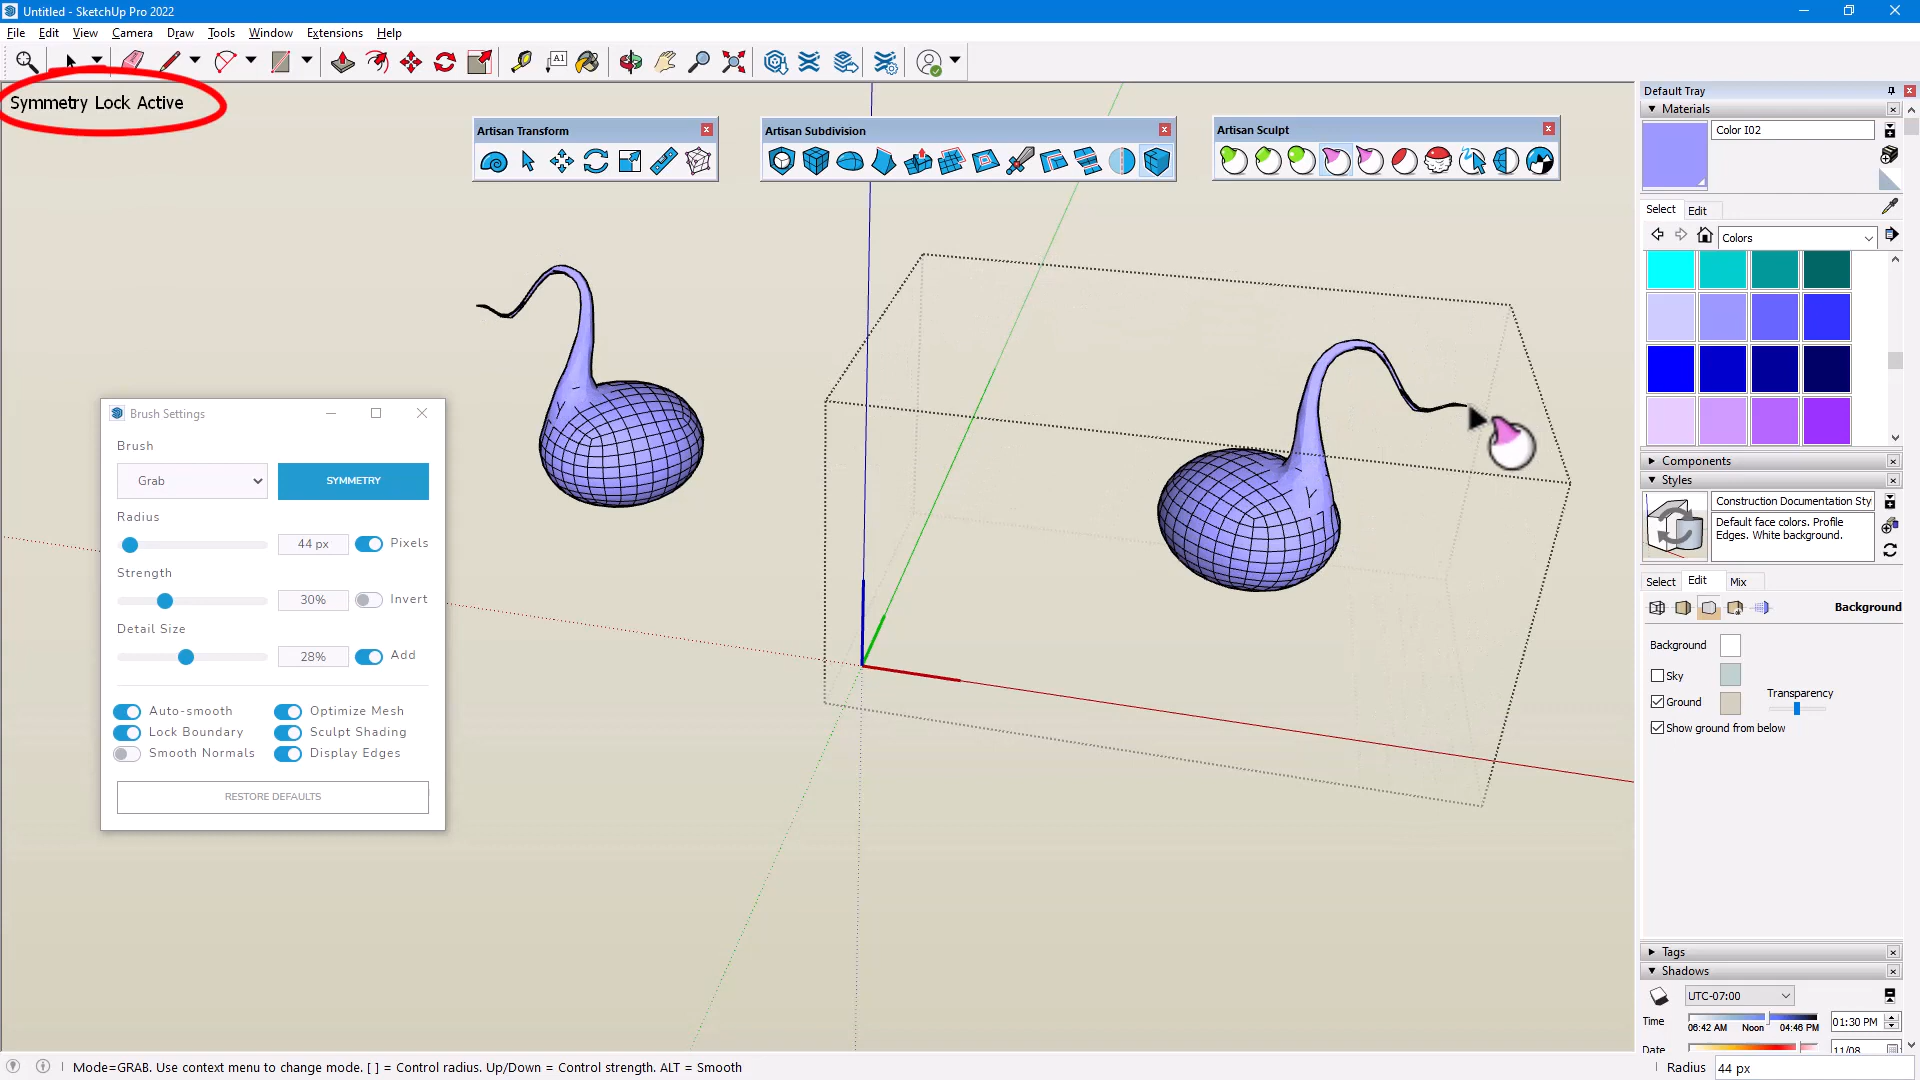 Untitled - SketchUp Pro 2022
File Edit View Camera Draw Tools Window Extensions Help
A1
Symmetry Lock Active
Artisan Transform
Artisan Subdivision
Artisan Sculpt
Brush Settings
Brush
Grab
SYMMETRY
Radius
44 px Pixels
Strength
30% Invert
Detail Size
28% Add
Auto-smooth Optimize Mesh
Lock Boundary Sculpt Shading
Smooth Normals Display Edges
RESTORE DEFAULTS
Default Tray
Materials
Color I02
Select Edit
Colors
Components
Styles
Construction Documentation Sty
Default face colors. Profile
Edges. White background.
Select Edit Mix
Background
Background
Sky
Ground Transparency
Show ground from below
Tags
Shadows
UTC-07:00
Time 06:42 AM Noon 04:46 PM 01:30 PM
Date 11/08
Mode=GRAB. Use context menu to change mode. [ ] = Control radius. Up/Down = Control strength. ALT = Smooth
Radius 44 px